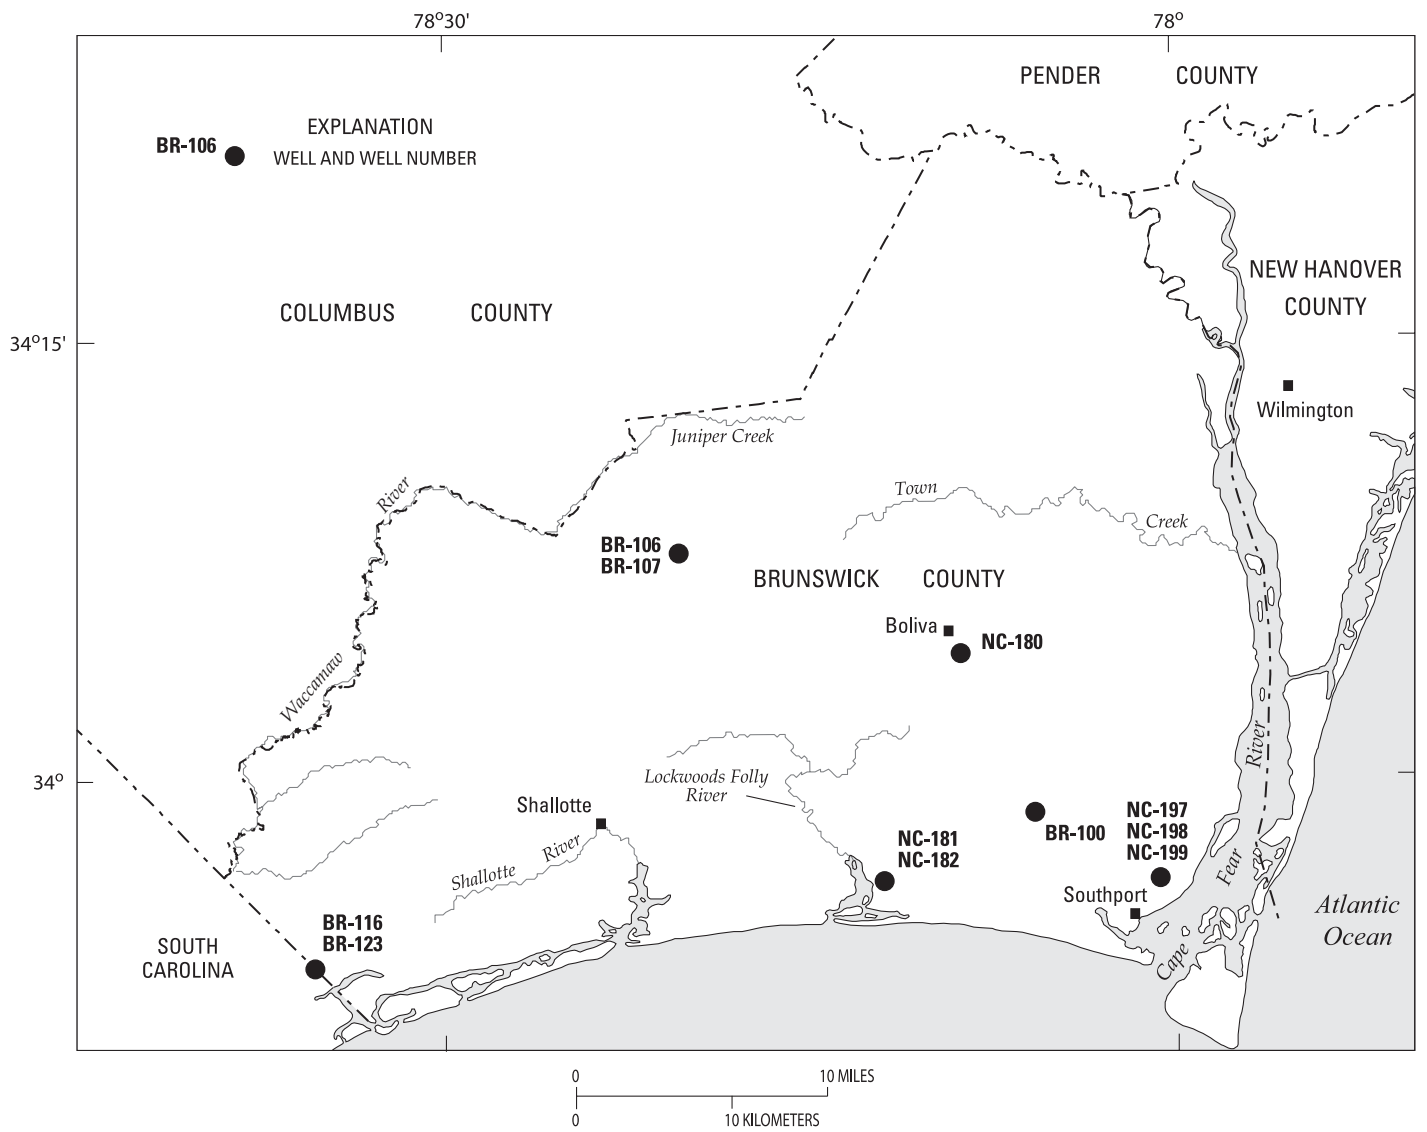 78°30'
78°
PENDER COUNTY
EXPLANATION
BR-106
WELL AND WELL NUMBER
NEW HANOVER
COUNTY
COLUMBUS COUNTY
34°15'
Wilmington
Juniper Creek
River
Town
Creek
BR-106
BR-107
BRUNSWICK COUNTY
Boliva
NC-180
Waccamaw
River
34°
Lockwoods Folly
River
Shallotte
NC-197
NC-198
NC-199
BR-100
NC-181
NC-182
River
Shallotte
Fear
Southport
Atlantic
Ocean
BR-116
BR-123
SOUTH
CAROLINA
Cape
0
10 MILES
0
10 KILOMETERS